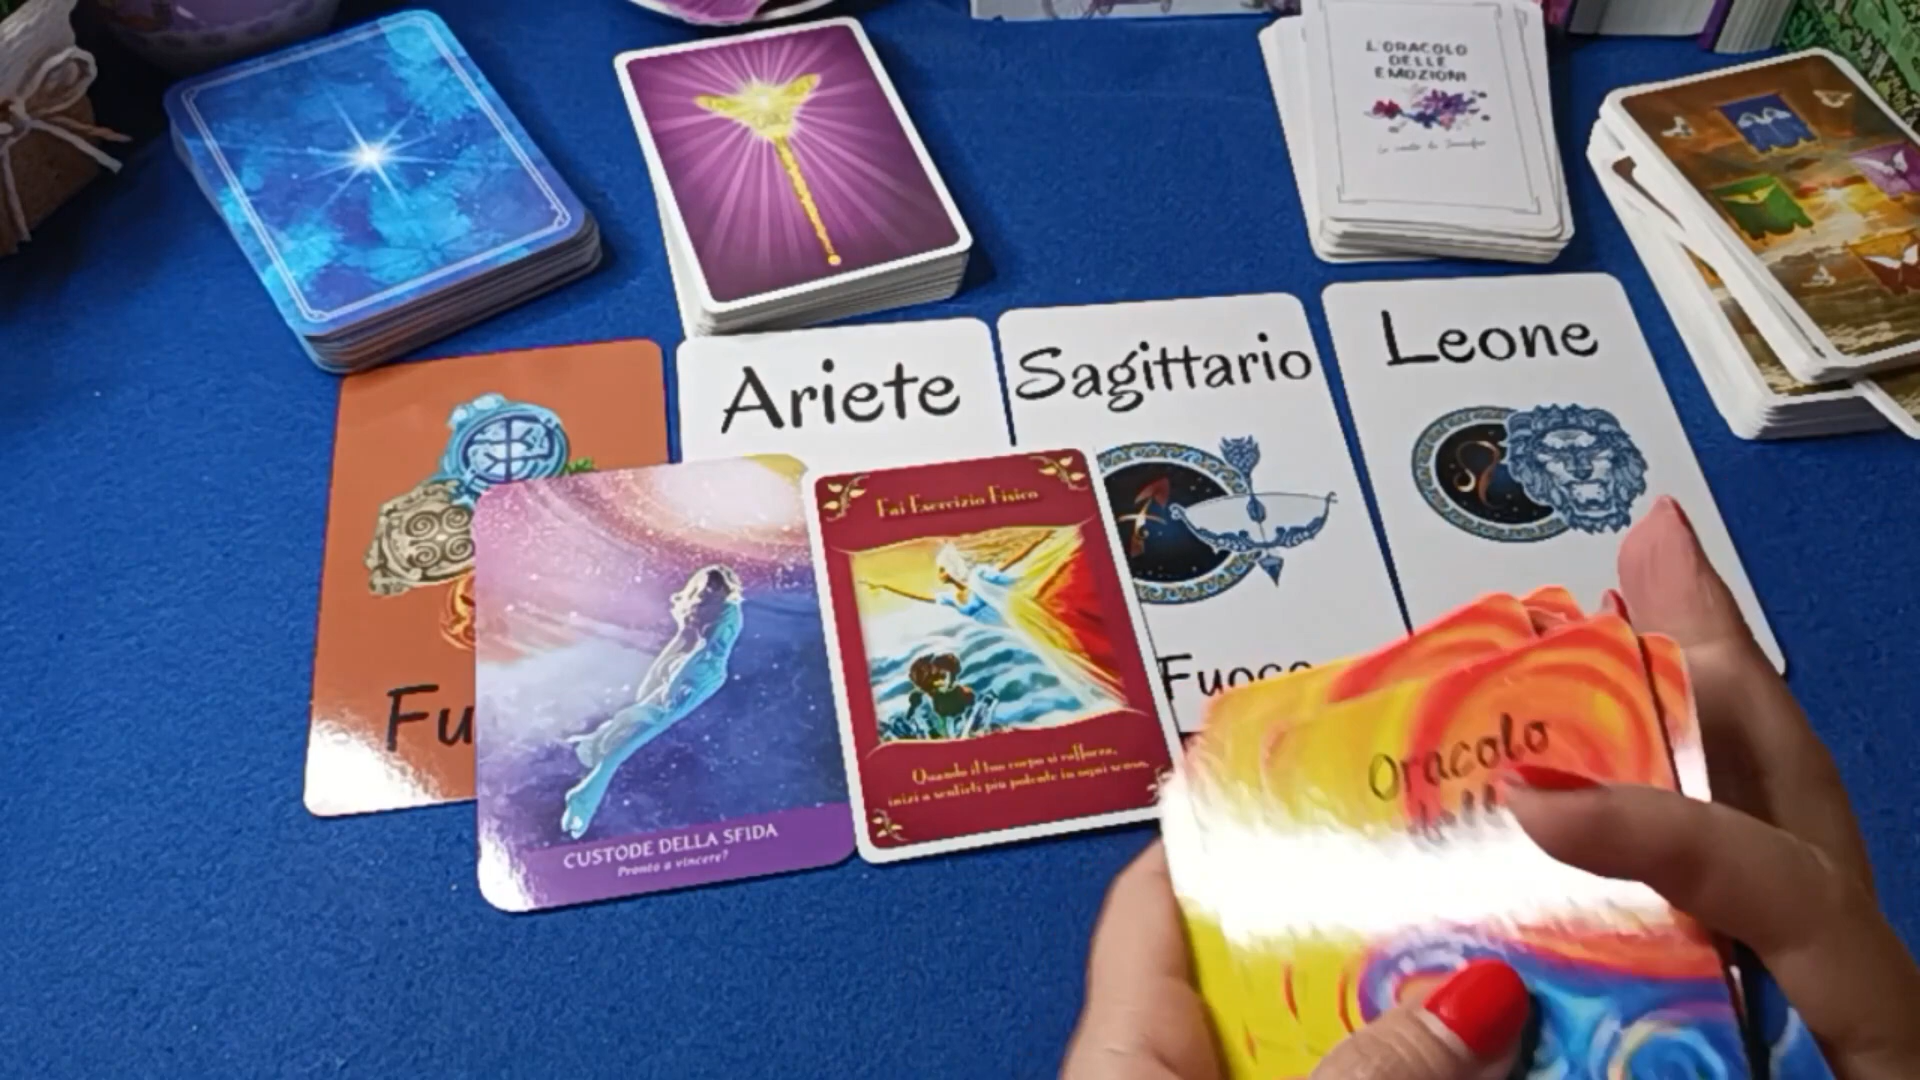 L'ORACOLO
DELLE
EMOZIONI
Ariete
Sagittario
Leone
Fai Esercizio Fisico
Fuoco
Fu
Oracolo
Quando il tuo corpo si rafforza,
inizi a sentirti più potente in ogni senso.
CUSTODE DELLA SFIDA
Pronto a vincere?